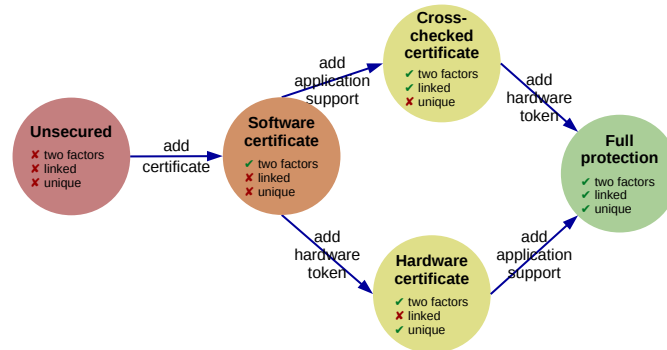 Unsecured
✘ two factors
✘ linked
✘ unique
add
certificate
Software
certificate
✔ two factors
✘ linked
✘ unique
add
application
support
Cross-
checked
certificate
✔ two factors
✔ linked
✘ unique
add
hardware
token
add
hardware
token
Hardware
certificate
✔ two factors
✘ linked
✔ unique
add
application
support
Full
protection
✔ two factors
✔ linked
✔ unique